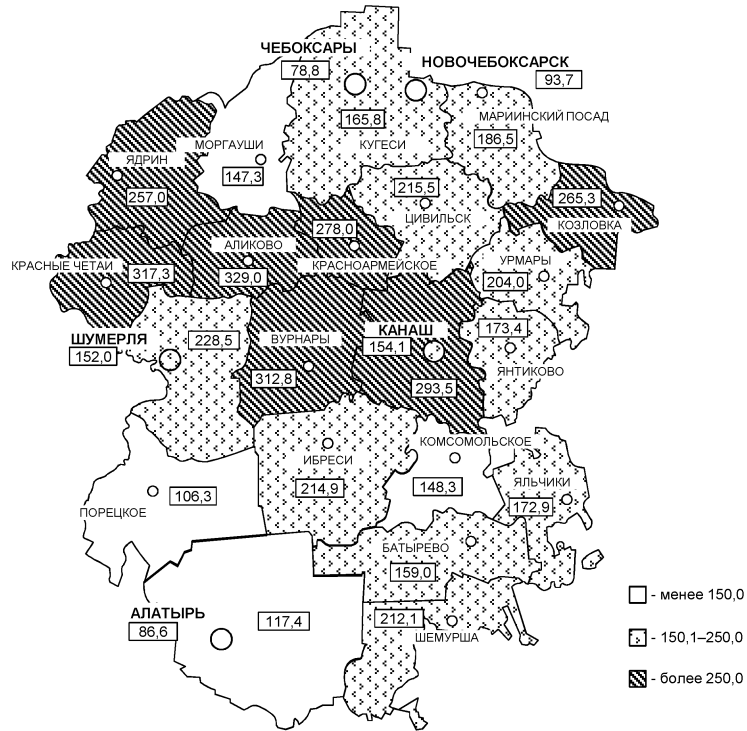 ЧЕБОКСАРЫ
78,8
НОВОЧЕБОКСАРСК
93,7
165,8
КУГЕСИ
МАРИИНСКИЙ ПОСАД
186,5
МОРГАУШИ
147,3
ЯДРИН
257,0
215,5
ЦИВИЛЬСК
265,3
КОЗЛОВКА
278,0
КРАСНОАРМЕЙСКОЕ
АЛИКОВО
329,0
КРАСНЫЕ ЧЕТАИ
317,3
УРМАРЫ
204,0
ШУМЕРЛЯ
152,0
228,5
ВУРНАРЫ
312,8
КАНАШ
154,1
293,5
173,4
ЯНТИКОВО
КОМСОМОЛЬСКОЕ
148,3
ИБРЕСИ
214,9
ЯЛЬЧИКИ
172,9
106,3
ПОРЕЦКОЕ
БАТЫРЕВО
159,0
АЛАТЫРЬ
86,6
117,4
212,1
ШЕМУРША
- менее 150,0
- 150,1–250,0
- более 250,0